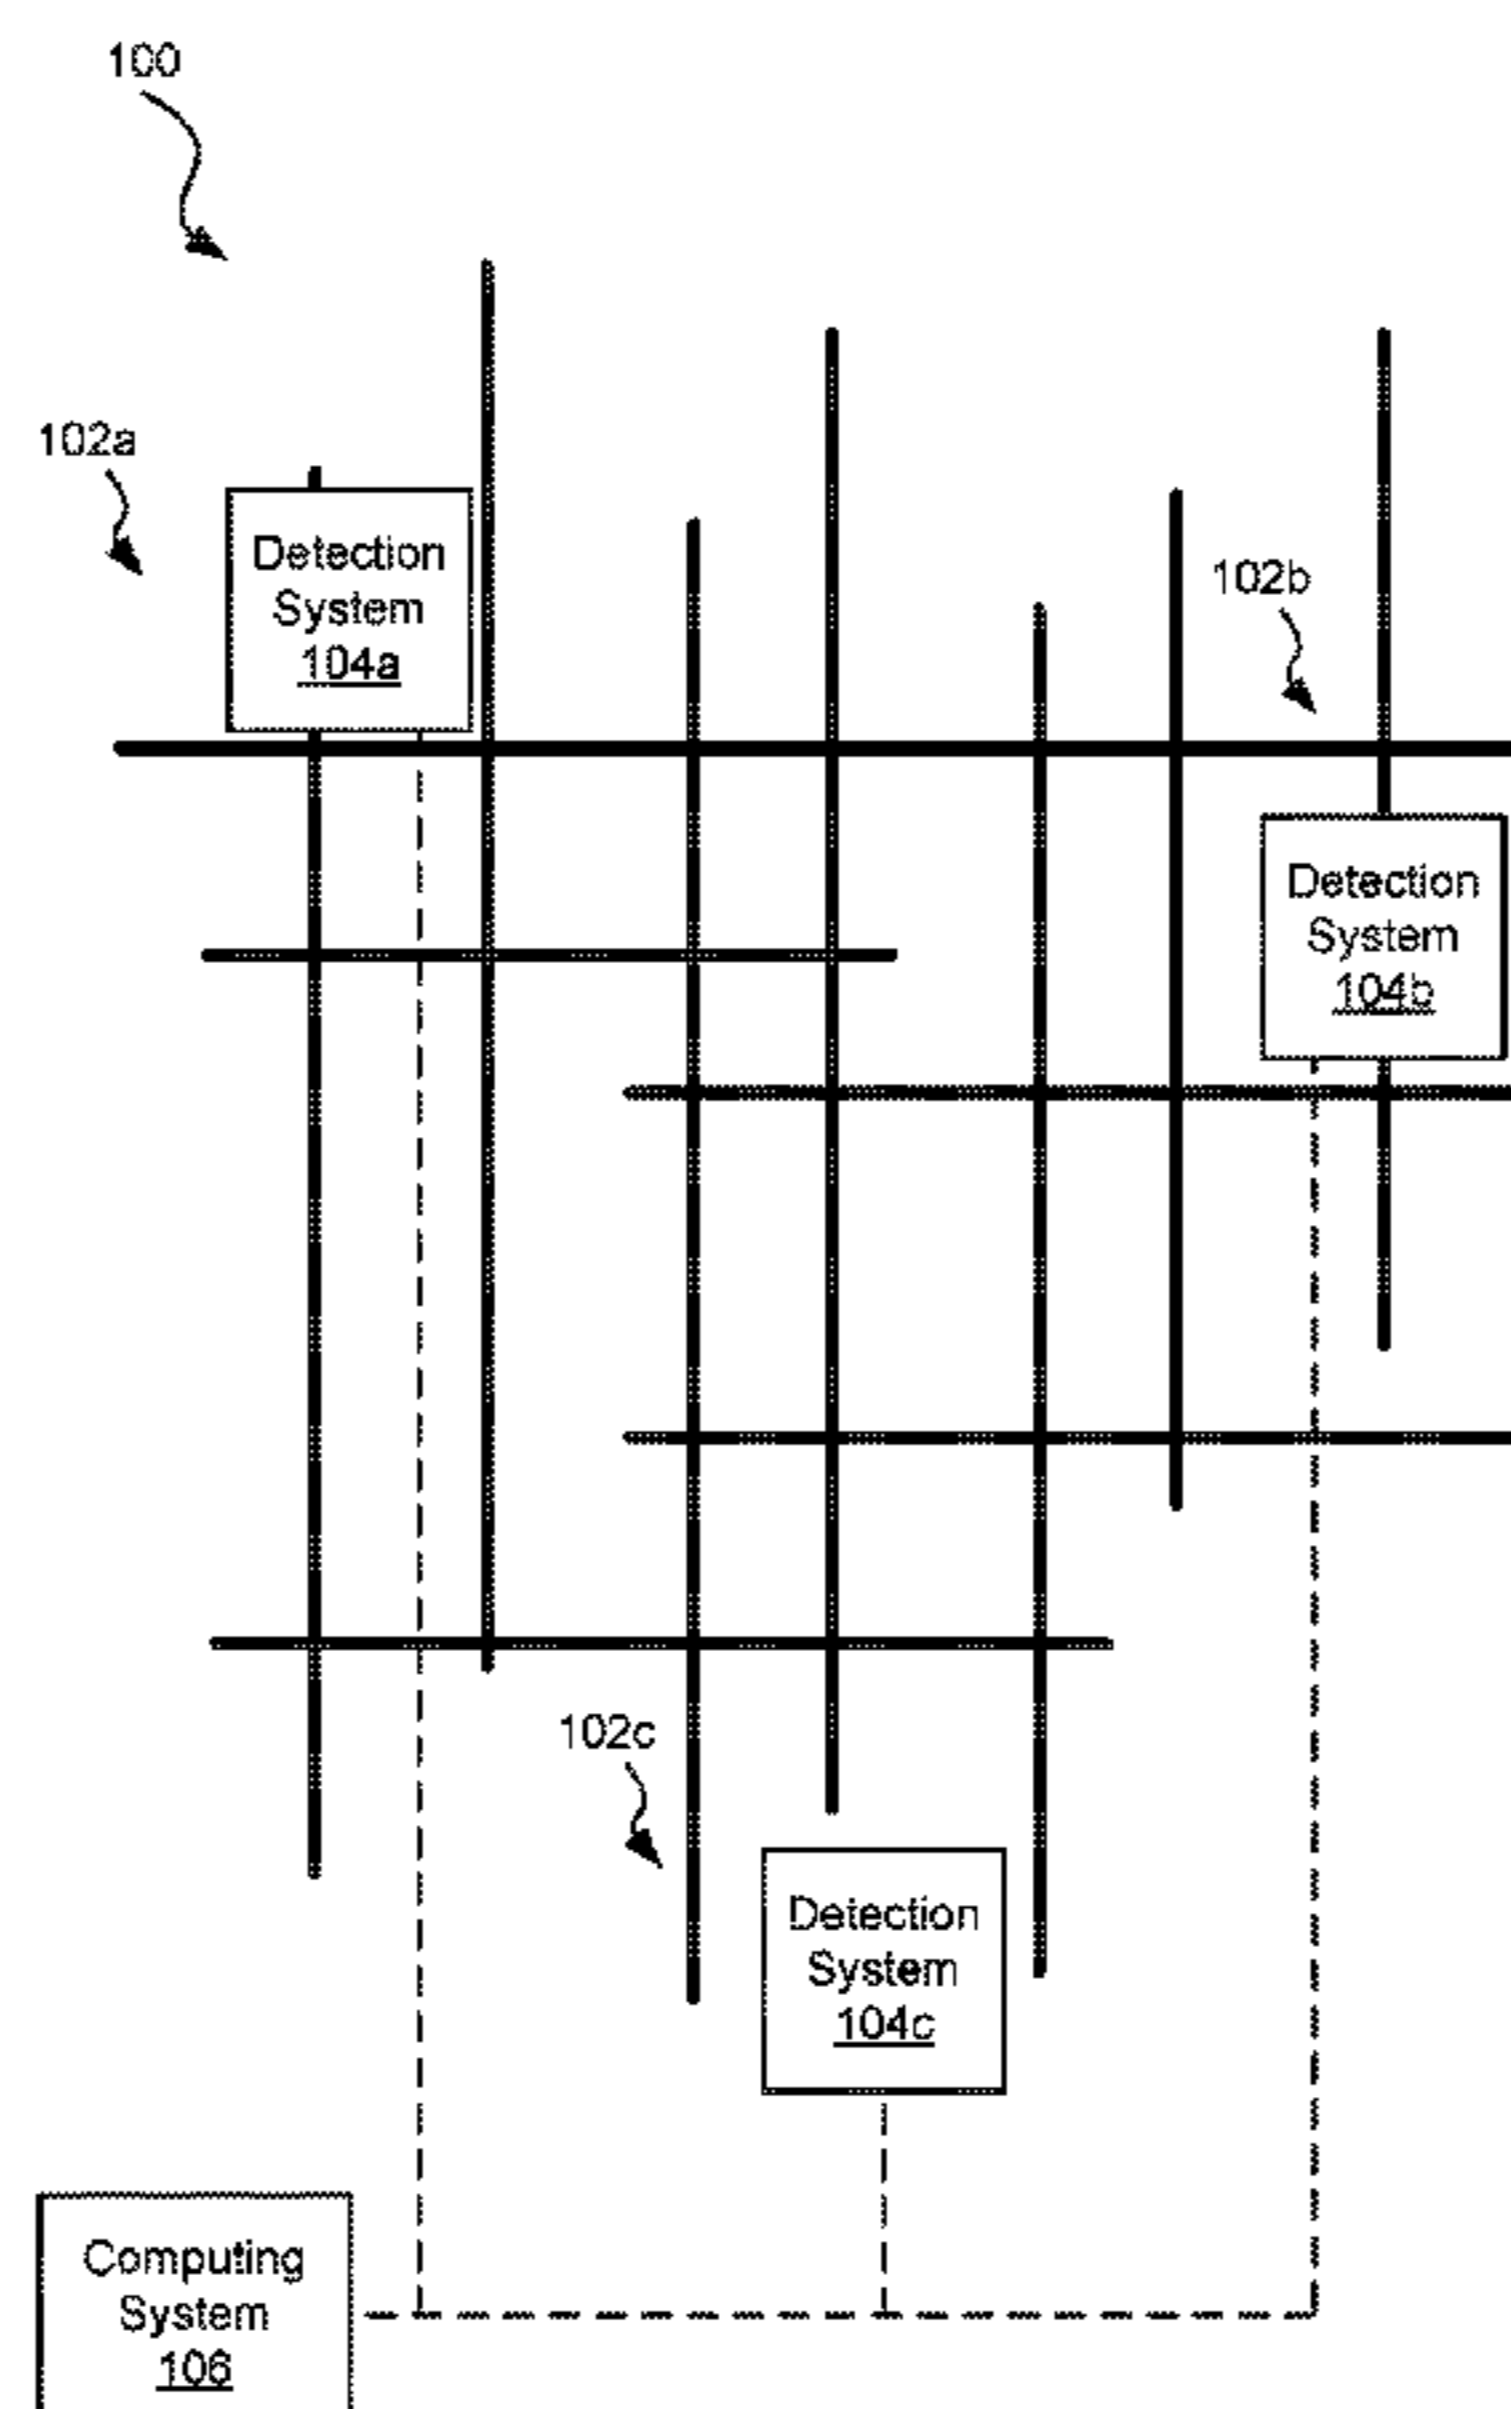 100
102a
Detection
System
104a
102b
Detection
System
104b
102c
Detection
System
104c
Computing
System
106